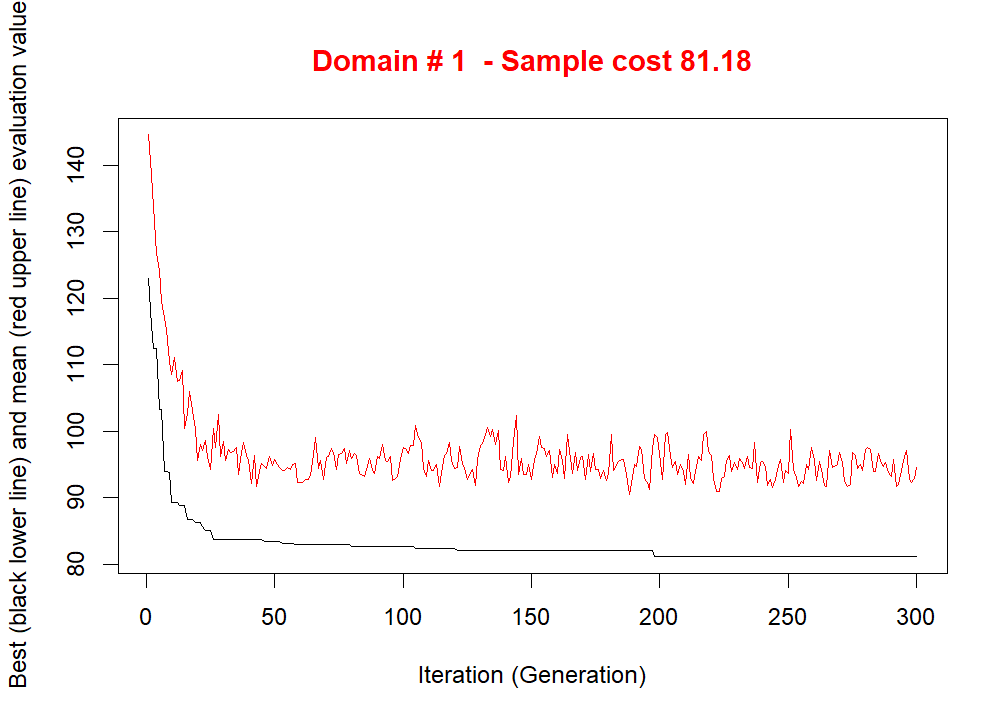 Domain # 1  - Sample cost 81.18
Best (black lower line) and mean (red upper line) evaluation value
140
130
120
110
100
90
80
0 50 100 150 200 250 300
Iteration (Generation)